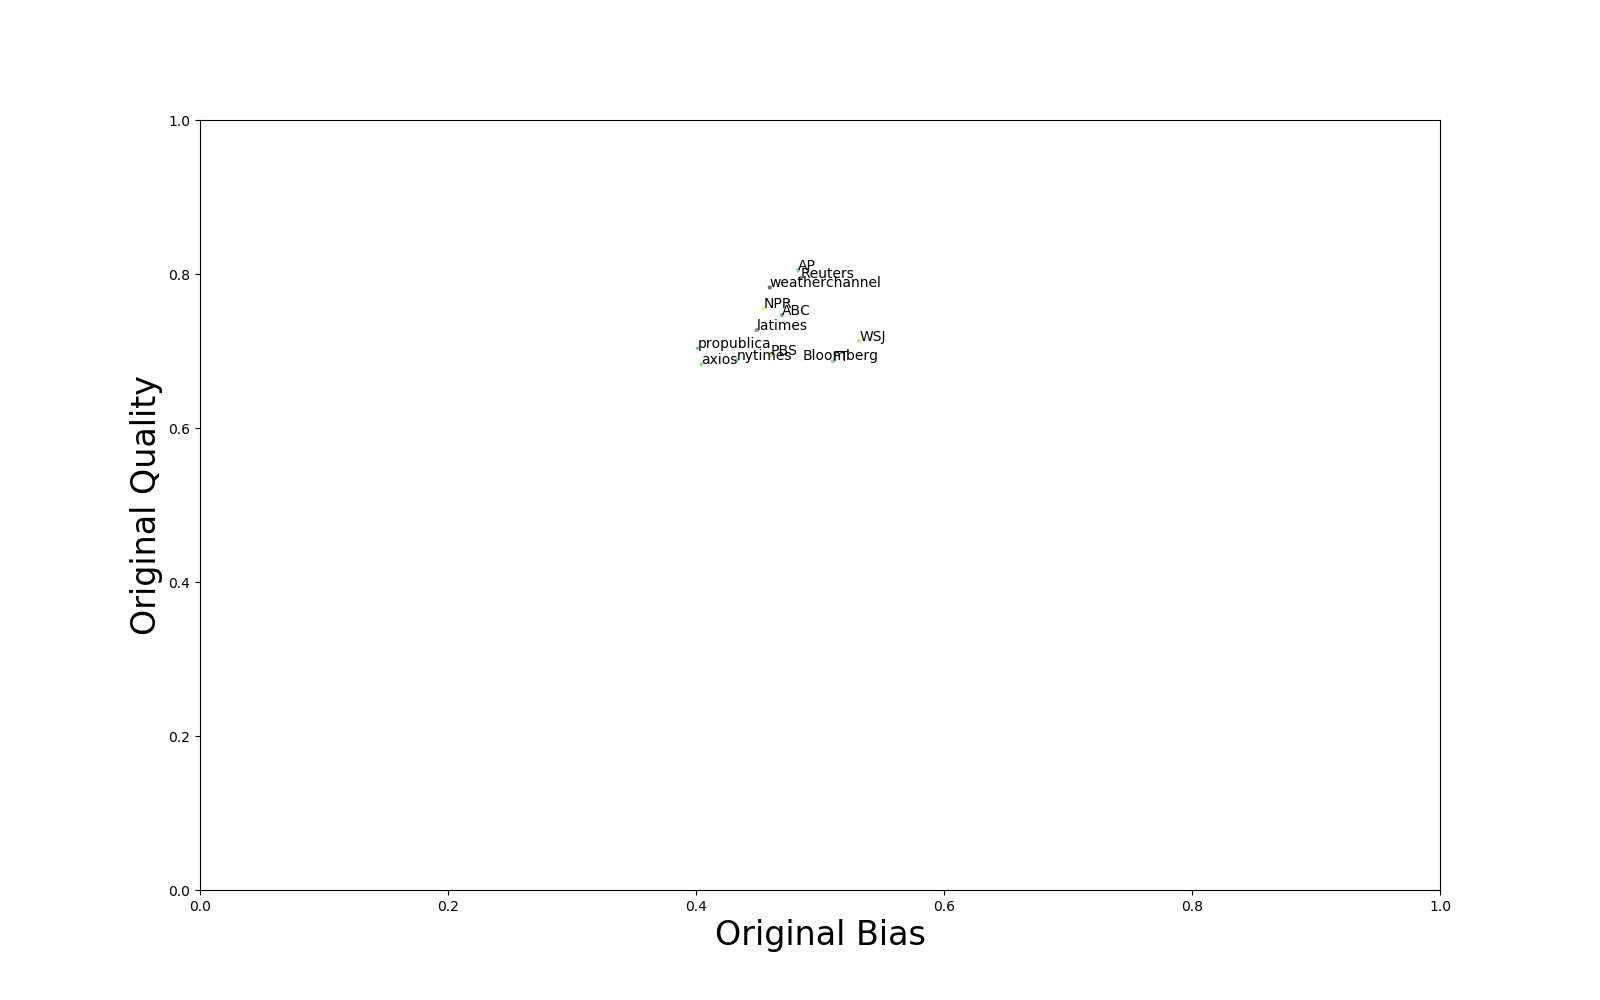 1.0
0.8
0.6
0.4
0.2
0.0
Original Quality
AP
Reuters
weatherchannel
NPR
ABC
latimes
WSJ
propublica
PBS
nytimes
Bloomberg
FT
axios
0.0 0.2 0.4 0.6 0.8 1.0
Original Bias